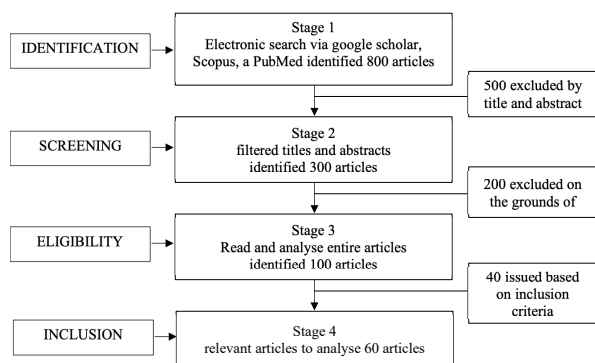 Stage 1
IDENTIFICATION
Electronic search via google scholar,
Scopus, a PubMed identified 800 articles
500 excluded by
title and abstract
Stage 2
SCREENING
filtered titles and abstracts
identified 300 articles
200 excluded on
the grounds of
Stage 3
ELIGIBILITY
Read and analyse entire articles
identified 100 articles
40 issued based
on inclusion
criteria
INCLUSION
Stage 4
relevant articles to analyse 60 articles